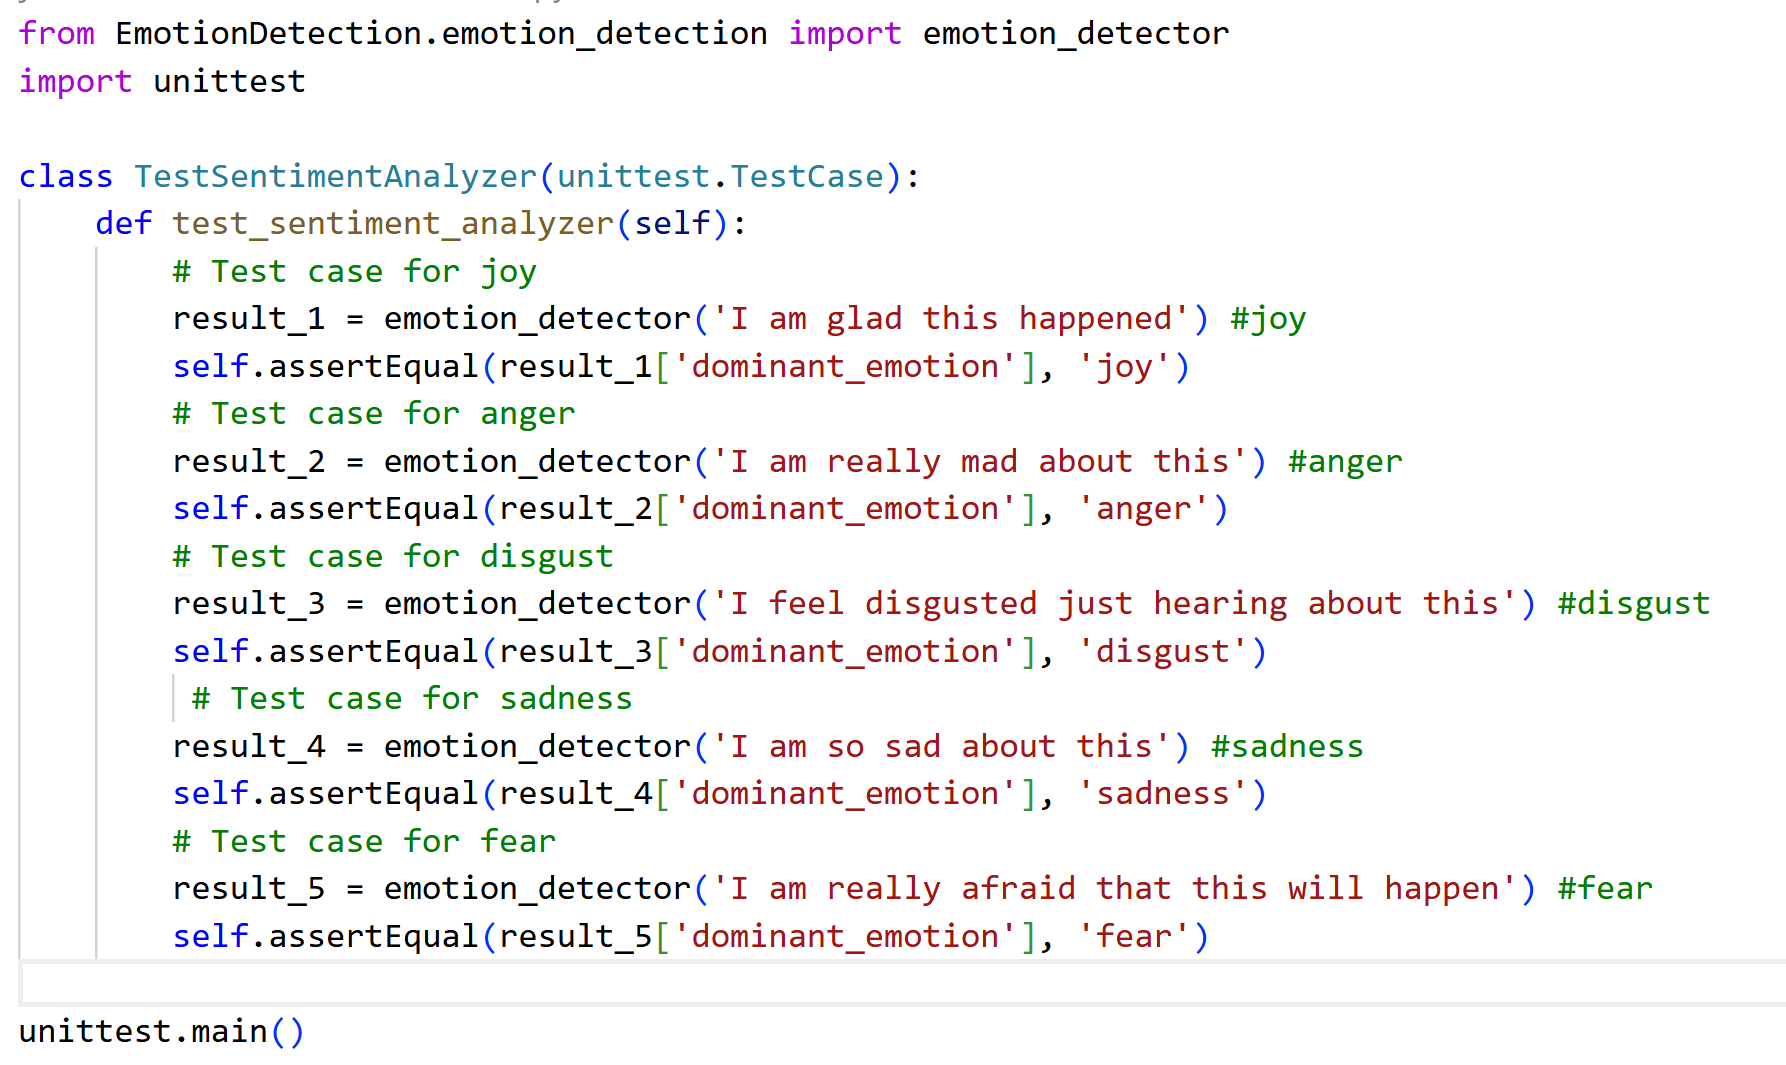 from EmotionDetection.emotion_detection import emotion_detector
import unittest

class TestSentimentAnalyzer(unittest.TestCase):
    def test_sentiment_analyzer(self):
        # Test case for joy
        result_1 = emotion_detector('I am glad this happened') #joy
        self.assertEqual(result_1['dominant_emotion'], 'joy')
        # Test case for anger
        result_2 = emotion_detector('I am really mad about this') #anger
        self.assertEqual(result_2['dominant_emotion'], 'anger')
        # Test case for disgust
        result_3 = emotion_detector('I feel disgusted just hearing about this') #disgust
        self.assertEqual(result_3['dominant_emotion'], 'disgust')
         # Test case for sadness
        result_4 = emotion_detector('I am so sad about this') #sadness
        self.assertEqual(result_4['dominant_emotion'], 'sadness')
        # Test case for fear
        result_5 = emotion_detector('I am really afraid that this will happen') #fear
        self.assertEqual(result_5['dominant_emotion'], 'fear')

unittest.main()